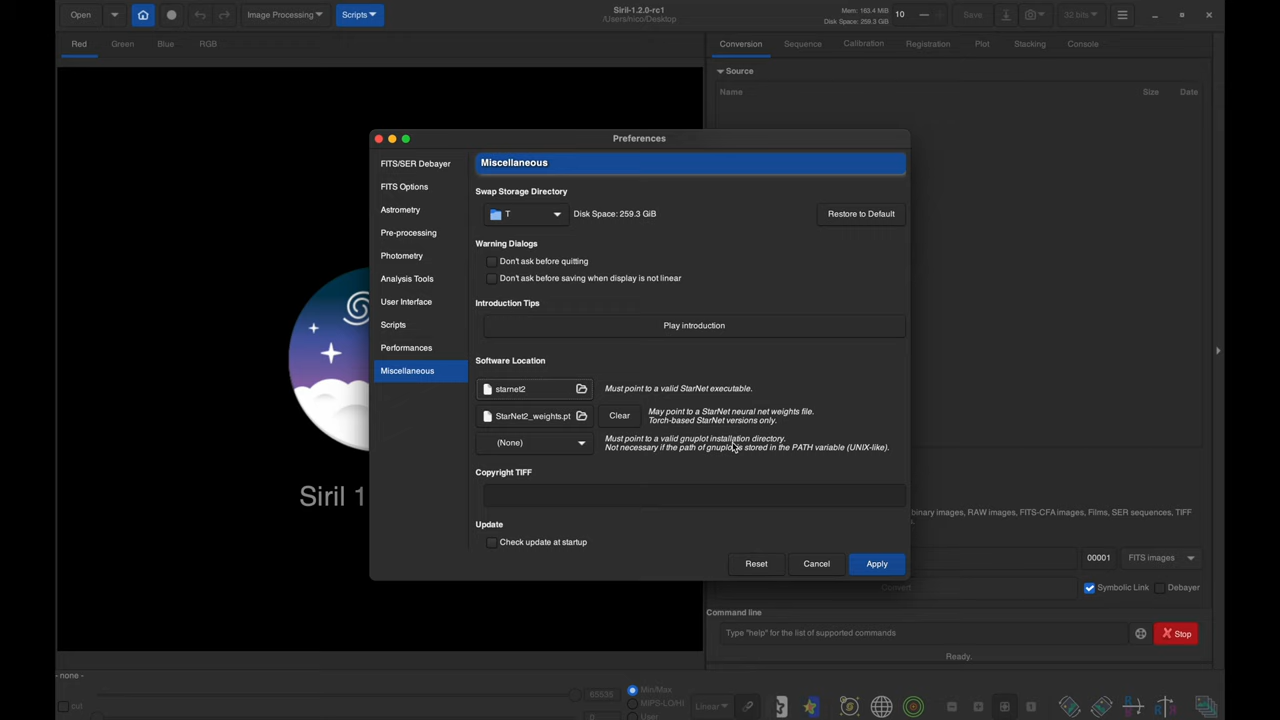 Open
Image Processing
Scripts
Siril-1.2.0-rc1
/Users/nico/Desktop
Mem: 163.4 MiB
Disk Space: 259.3 GiB
10
Save
32 bits
Red
Green
Blue
RGB
Conversion
Sequence
Calibration
Registration
Plot
Stacking
Console
Source
Name
Size
Date
Preferences
FITS/SER Debayer
FITS Options
Astrometry
Pre-processing
Photometry
Analysis Tools
User Interface
Scripts
Performances
Miscellaneous
Miscellaneous
Swap Storage Directory
T
Disk Space: 259.3 GiB
Restore to Default
Warning Dialogs
Don't ask before quitting
Don't ask before saving when display is not linear
Introduction Tips
Play introduction
Software Location
starnet2
Must point to a valid StarNet executable.
StarNet2_weights.pt
Clear
May point to a StarNet neural net weights file.
Torch-based StarNet versions only.
(None)
Must point to a valid gnuplot installation directory.
Not necessary if the path of gnuplot is stored in the PATH variable (UNIX-like).
Copyright TIFF
Update
Check update at startup
Reset
Cancel
Apply
Siril 1
binary images, RAW images, FITS-CFA images, Films, SER sequences, TIFF
00001
FITS images
Convert
Symbolic Link
Debayer
Command line
Type "help" for the list of supported commands
Stop
Ready.
- none -
cut
65535
0
Min/Max
MIPS-LO/HI
User
Linear